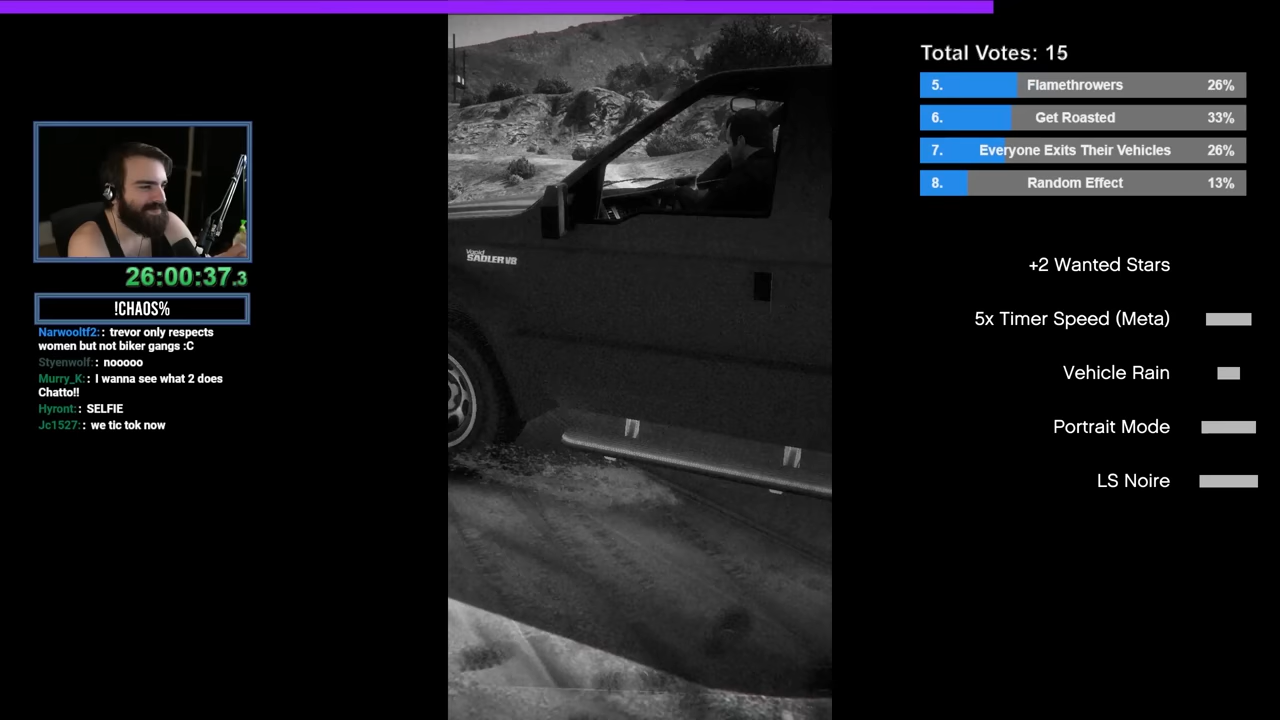 Total Votes: 15
5. Flamethrowers 26%
6. Get Roasted 33%
7. Everyone Exits Their Vehicles 26%
8. Random Effect 13%
+2 Wanted Stars
5x Timer Speed (Meta)
Vehicle Rain
Portrait Mode
LS Noire
Vapid
SADLER V8
26:00:37.3
!CHAOS%
Narwooltf2: : trevor only respects
women but not biker gangs :C
Styenwolf: : nooooo
Murry_K: : I wanna see what 2 does
Chatto!!
Hyront: : SELFIE
Jc1527: : we tic tok now